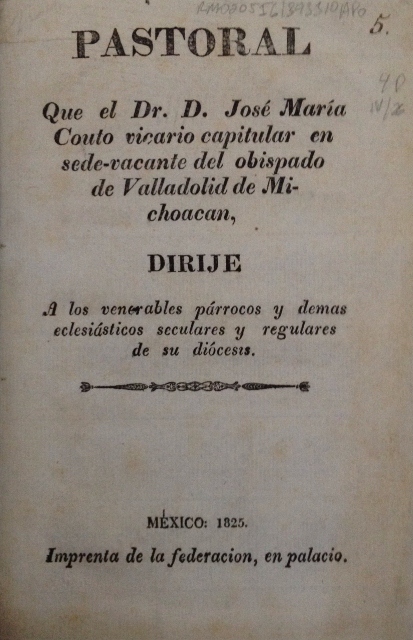 5.
PASTORAL
Que el Dr. D. José María
Couto vicario capitular en
sede-vacante del obispado
de Valladolid de Mi-
choacan,
DIRIJE
A los venerables párrocos y demas
eclesiásticos seculares y regulares
de su diócesis.
MÉXICO: 1825.
Imprenta de la federacion, en palacio.